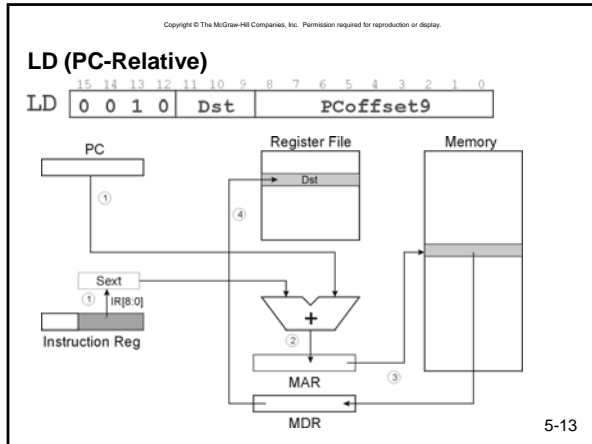 Copyright © The McGraw-Hill Companies, Inc. Permission required for reproduction or display.
LD (PC-Relative)
15 14 13 12 11 10 9 8 7 6 5 4 3 2 1 0
LD 0 0 1 0 Dst PCoffset9
PC
Register File
Memory
Dst
1
4
Sext
1
IR[8:0]
Instruction Reg
+
2
MAR
3
MDR
5-13